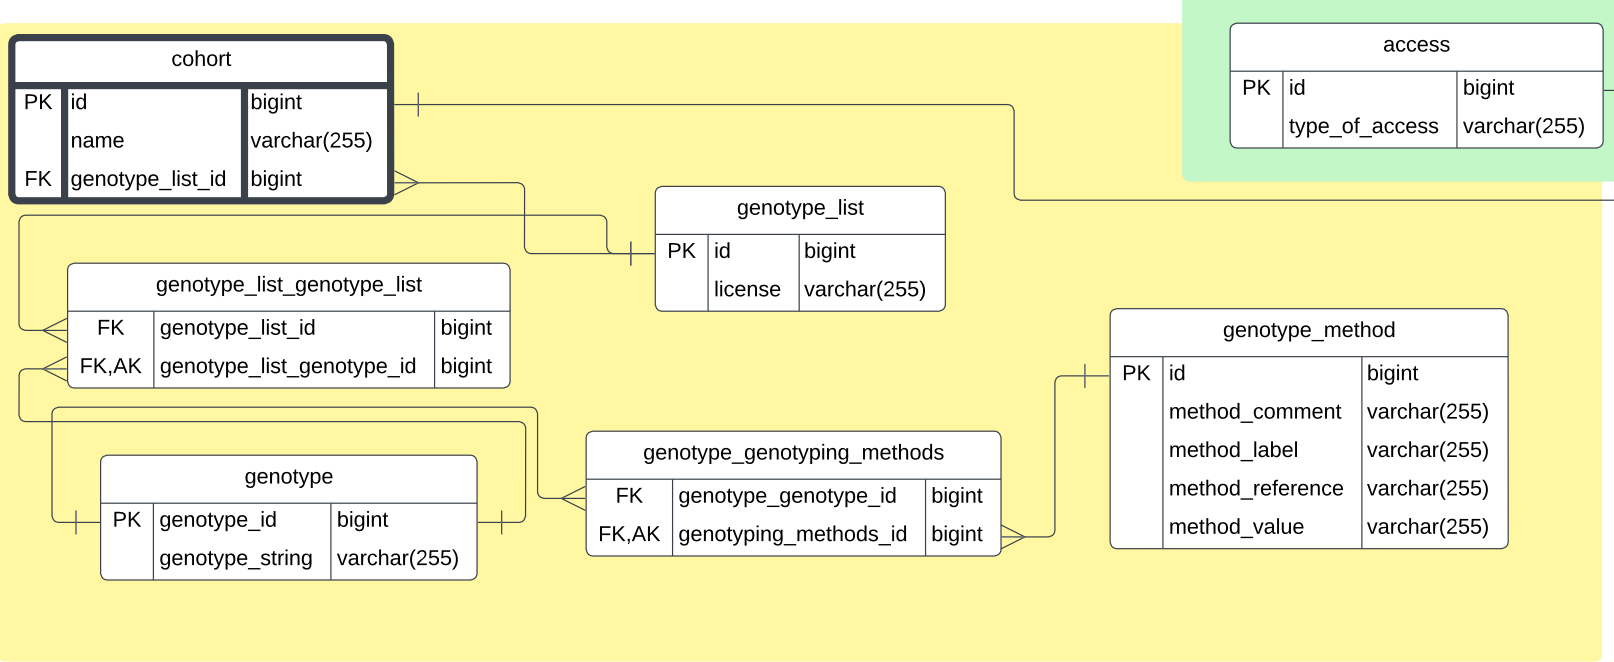 cohort
PK id bigint
name varchar(255)
FK genotype_list_id bigint
access
PK id bigint
type_of_access varchar(255)
genotype_list
PK id bigint
license varchar(255)
genotype_list_genotype_list
FK genotype_list_id bigint
FK,AK genotype_list_genotype_id bigint
genotype_method
PK id bigint
method_comment varchar(255)
method_label varchar(255)
method_reference varchar(255)
method_value varchar(255)
genotype
PK genotype_id bigint
genotype_string varchar(255)
genotype_genotyping_methods
FK genotype_genotype_id bigint
FK,AK genotyping_methods_id bigint